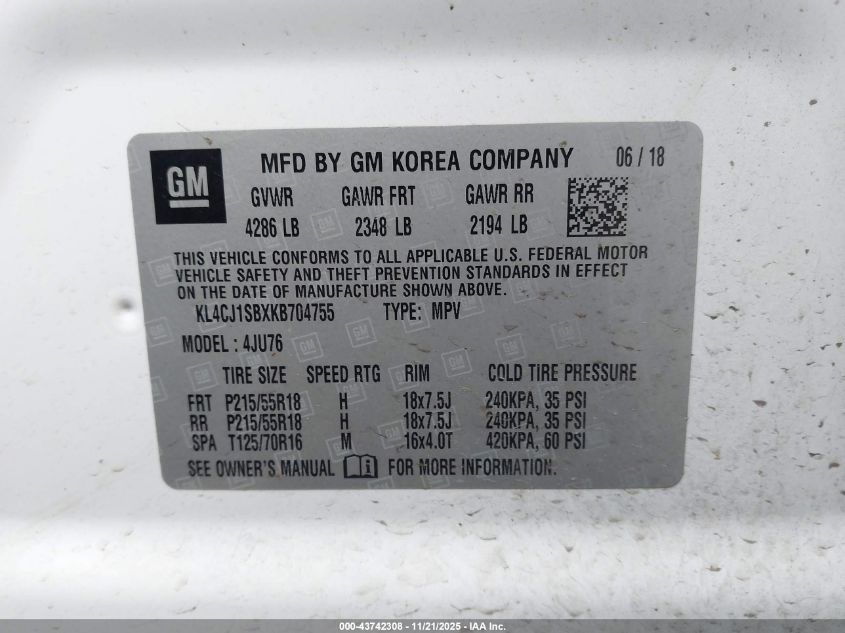 GM MFD BY GM KOREA COMPANY 06 / 18
GVWR GAWR FRT GAWR RR
4286 LB 2348 LB 2194 LB
THIS VEHICLE CONFORMS TO ALL APPLICABLE U.S. FEDERAL MOTOR
VEHICLE SAFETY AND THEFT PREVENTION STANDARDS IN EFFECT
ON THE DATE OF MANUFACTURE SHOWN ABOVE.
KL4CJ1SBXKB704755 TYPE: MPV
MODEL : 4JU76
TIRE SIZE SPEED RTG RIM COLD TIRE PRESSURE
FRT P215/55R18 H 18x7.5J 240KPA, 35 PSI
RR P215/55R18 H 18x7.5J 240KPA, 35 PSI
SPA T125/70R16 M 16x4.0T 420KPA, 60 PSI
SEE OWNER'S MANUAL FOR MORE INFORMATION.
000-43742308 - 11/21/2025 - IAA Inc.